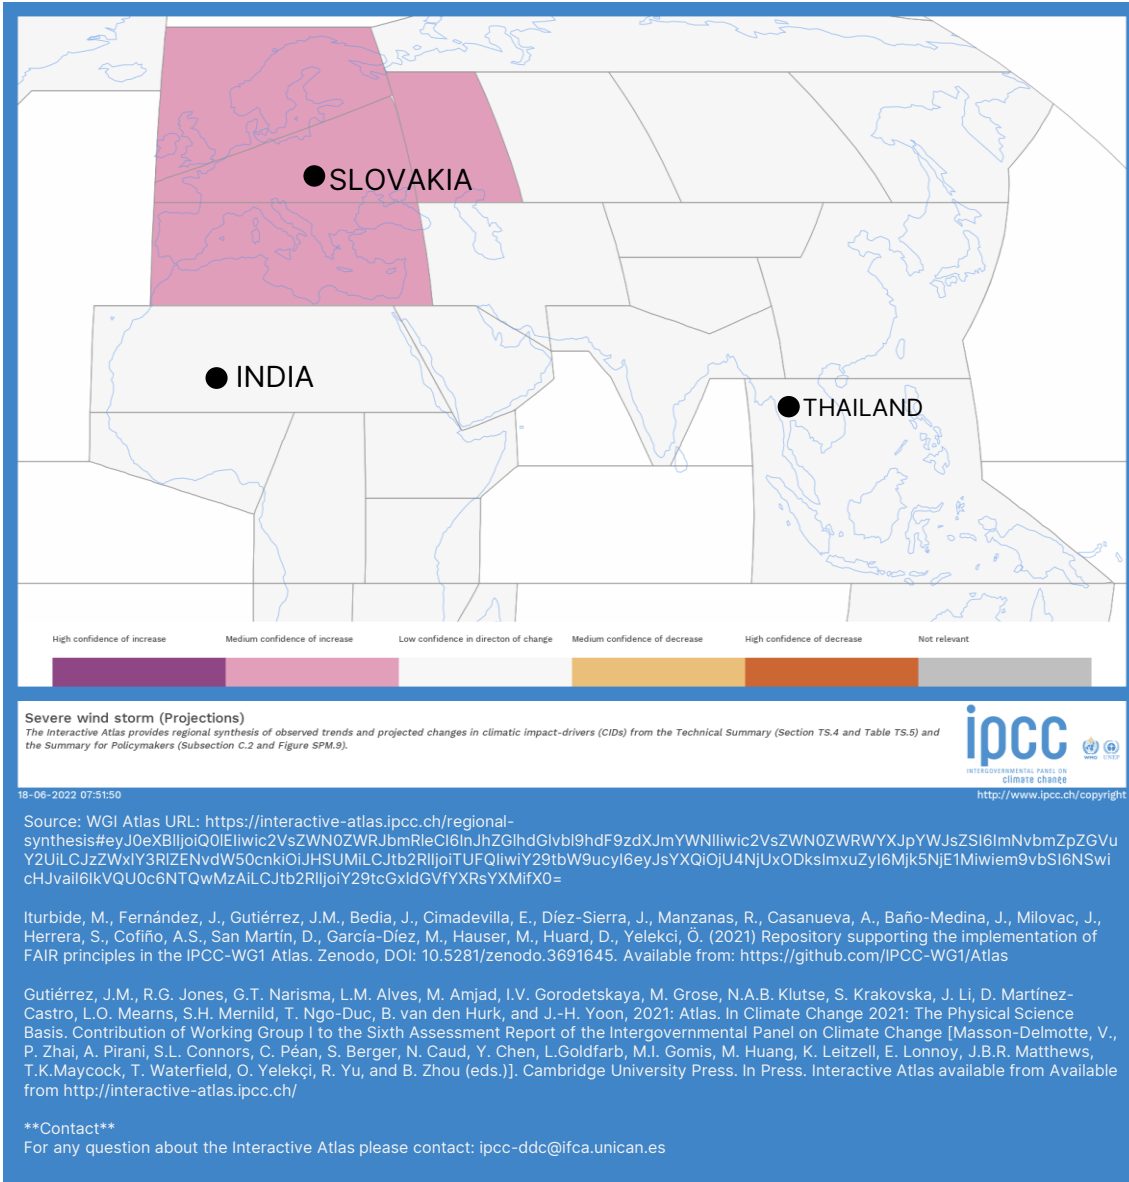 SLOVAKIA
INDIA
THAILAND
High confidence of increase
Medium confidence of increase
Low confidence in directon of change
Medium confidence of decrease
High confidence of decrease
Not relevant
Severe wind storm (Projections)
The Interactive Atlas provides regional synthesis of observed trends and projected changes in climatic impact-drivers (CIDs) from the Technical Summary (Section TS.4 and Table TS.5) and
the Summary for Policymakers (Subsection C.2 and Figure SPM.9).
ipcc
INTERGOVERNMENTAL PANEL ON
climate change
WMO
UNEP
18-06-2022 07:51:50
http://www.ipcc.ch/copyright
Source: WGI Atlas URL: https://interactive-atlas.ipcc.ch/regional-
synthesis#eyJ0eXBlIjoiQ0lEIiwic2VsZWN0ZWRJbmRleCI6InJhZGlhdGlvbl9hdF9zdXJmYWNlIiwic2VsZWN0ZWRWYXJpYWJsZSI6ImNvbmZpZGVu
Y2UiLCJzZWxlY3RlZENvdW50cnkiOiJHSUMiLCJtb2RlIjoiTUFQIiwiY29tbW9ucyI6eyJsYXQiOjU4NjUxODksImxuZyI6Mjk5NjE1Miwiem9vbSI6NSwi
cHJvaiI6IkVQU0c6NTQwMzAiLCJtb2RlIjoiY29tcGxldGVfYXRsYXMifX0=
Iturbide, M., Fernández, J., Gutiérrez, J.M., Bedia, J., Cimadevilla, E., Díez-Sierra, J., Manzanas, R., Casanueva, A., Baño-Medina, J., Milovac, J.,
Herrera, S., Cofiño, A.S., San Martín, D., García-Díez, M., Hauser, M., Huard, D., Yelekci, Ö. (2021) Repository supporting the implementation of
FAIR principles in the IPCC-WG1 Atlas. Zenodo, DOI: 10.5281/zenodo.3691645. Available from: https://github.com/IPCC-WG1/Atlas
Gutiérrez, J.M., R.G. Jones, G.T. Narisma, L.M. Alves, M. Amjad, I.V. Gorodetskaya, M. Grose, N.A.B. Klutse, S. Krakovska, J. Li, D. Martínez-
Castro, L.O. Mearns, S.H. Mernild, T. Ngo-Duc, B. van den Hurk, and J.-H. Yoon, 2021: Atlas. In Climate Change 2021: The Physical Science
Basis. Contribution of Working Group I to the Sixth Assessment Report of the Intergovernmental Panel on Climate Change [Masson-Delmotte, V.,
P. Zhai, A. Pirani, S.L. Connors, C. Péan, S. Berger, N. Caud, Y. Chen, L.Goldfarb, M.I. Gomis, M. Huang, K. Leitzell, E. Lonnoy, J.B.R. Matthews,
T.K.Maycock, T. Waterfield, O. Yelekçi, R. Yu, and B. Zhou (eds.)]. Cambridge University Press. In Press. Interactive Atlas available from Available
from http://interactive-atlas.ipcc.ch/
**Contact**
For any question about the Interactive Atlas please contact: ipcc-ddc@ifca.unican.es